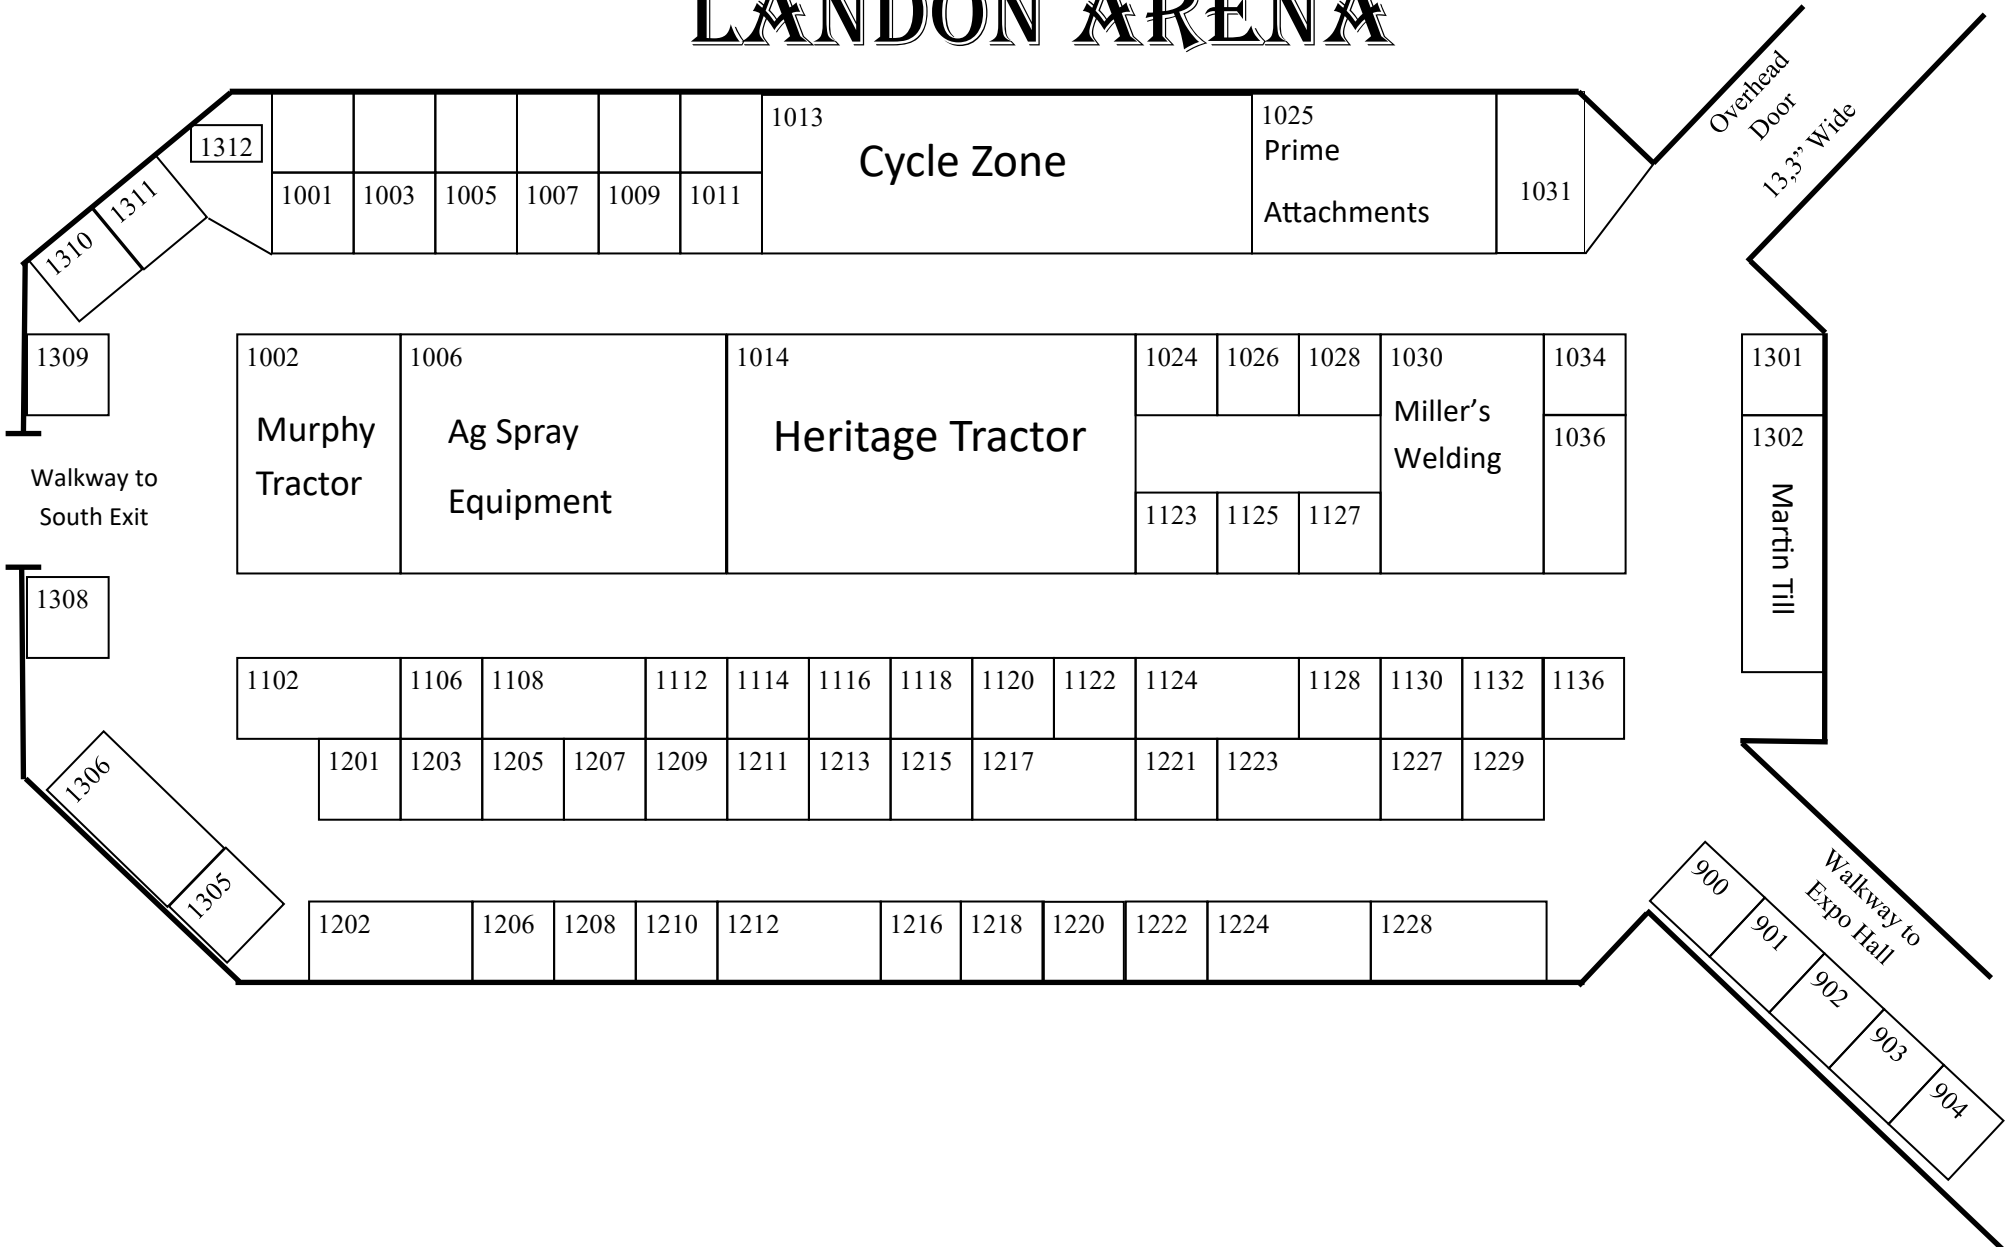 LANDON ARENA
Overhead
Door
13,3” Wide
1312
1311
1310
1001 1003 1005 1007 1009 1011
1013
Cycle Zone
1025
Prime
Attachments
1031
1309
1002
Murphy
Tractor
1006
Ag Spray
Equipment
1014
Heritage Tractor
1024 1026 1028
1123 1125 1127
1030
Miller’s
Welding
1034
1036
1301
1302
Martin Till
Walkway to
South Exit
1308
1102 1106 1108 1112 1114 1116 1118 1120 1122 1124 1128 1130 1132 1136
1201 1203 1205 1207 1209 1211 1213 1215 1217 1221 1223 1227 1229
1306
1305
1202 1206 1208 1210 1212 1216 1218 1220 1222 1224 1228
Walkway to
Expo Hall
900
901
902
903
904